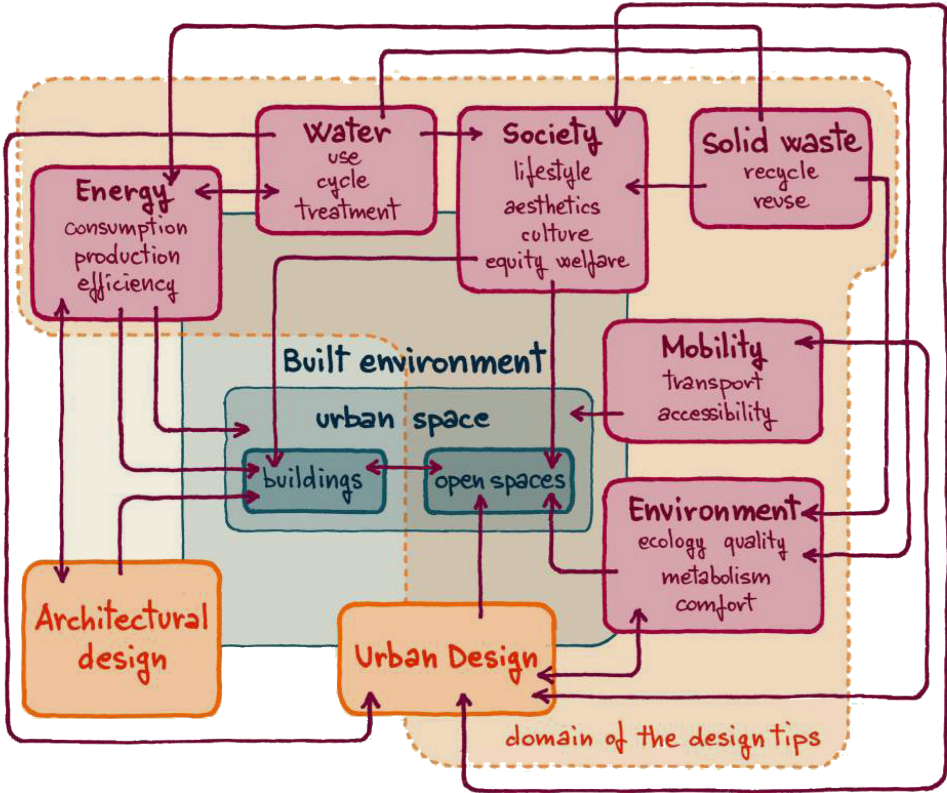 Water
use
cycle
treatment
Society
lifestyle
aesthetics
culture
equity welfare
Solid waste
recycle
reuse
Energy
consumption
production
efficiency
Mobility
transport
accessibility
Built environment
urban space
buildings
open spaces
Environment
ecology quality
metabolism
comfort
Architectural
design
Urban Design
domain of the design tips